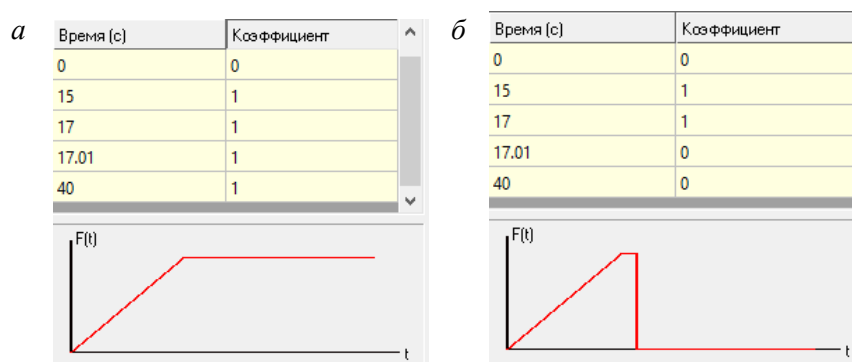 а
Время (с) Коэффициент
0 0
15 1
17 1
17.01 1
40 1
F(t)
t
б
Время (с) Коэффициент
0 0
15 1
17 1
17.01 0
40 0
F(t)
t